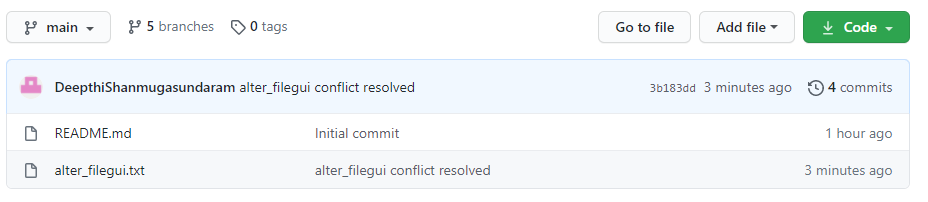 main 5 branches 0 tags Go to file Add file Code
DeepthiShanmugasundaram alter_filegui conflict resolved 3b183dd 3 minutes ago 4 commits
README.md Initial commit 1 hour ago
alter_filegui.txt alter_filegui conflict resolved 3 minutes ago